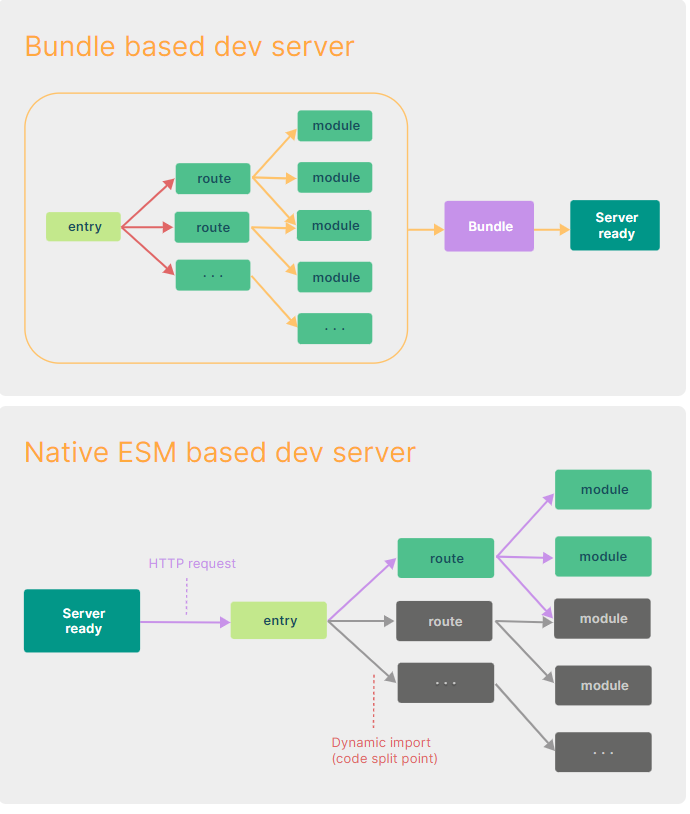 Bundle based dev server
module
route
module
entry
route
module
Bundle
Server
ready
...
module
...
Native ESM based dev server
module
HTTP request
route
module
Server
ready
entry
route
module
...
module
Dynamic import
(code split point)
...